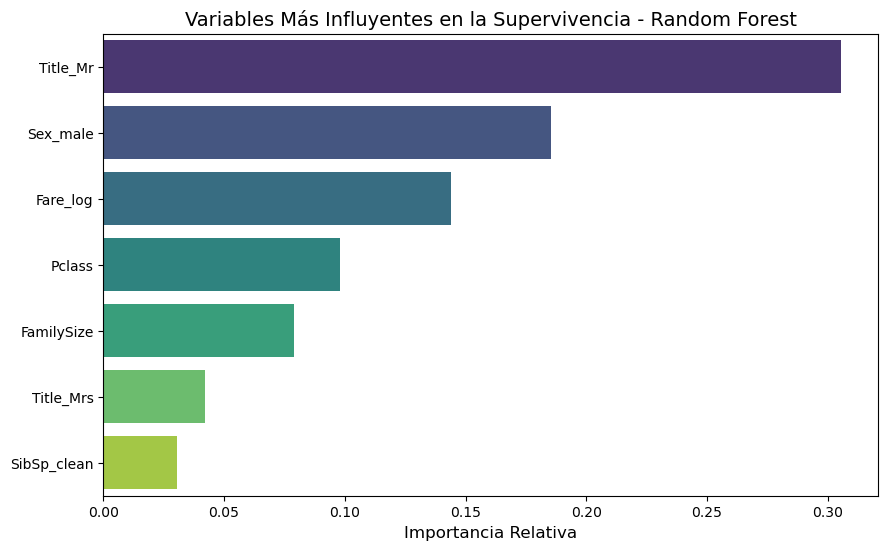 Variables Más Influyentes en la Supervivencia - Random Forest
Title_Mr
Sex_male
Fare_log
Pclass
FamilySize
Title_Mrs
SibSp_clean
0.00 0.05 0.10 0.15 0.20 0.25 0.30
Importancia Relativa